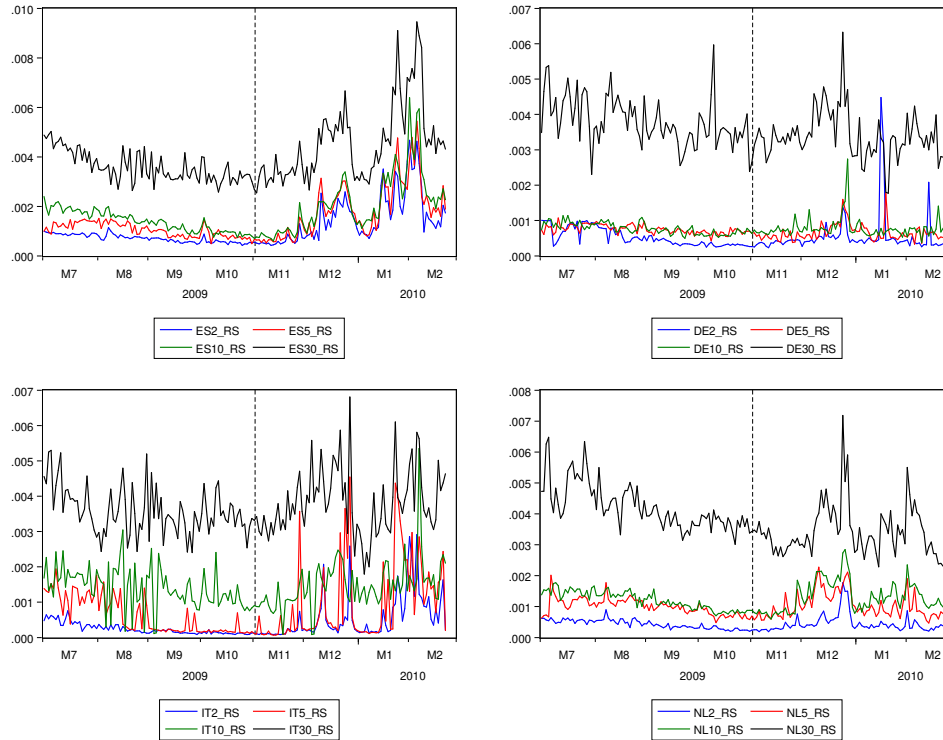 .010
.008
.006
.004
.002
.000
M7 M8 M9 M10 M11 M12 M1 M2
2009 2010
ES2_RS ES5_RS
ES10_RS ES30_RS
.007
.006
.005
.004
.003
.002
.001
.000
M7 M8 M9 M10 M11 M12 M1 M2
2009 2010
DE2_RS DE5_RS
DE10_RS DE30_RS
.007
.006
.005
.004
.003
.002
.001
.000
M7 M8 M9 M10 M11 M12 M1 M2
2009 2010
IT2_RS IT5_RS
IT10_RS IT30_RS
.008
.007
.006
.005
.004
.003
.002
.001
.000
M7 M8 M9 M10 M11 M12 M1 M2
2009 2010
NL2_RS NL5_RS
NL10_RS NL30_RS